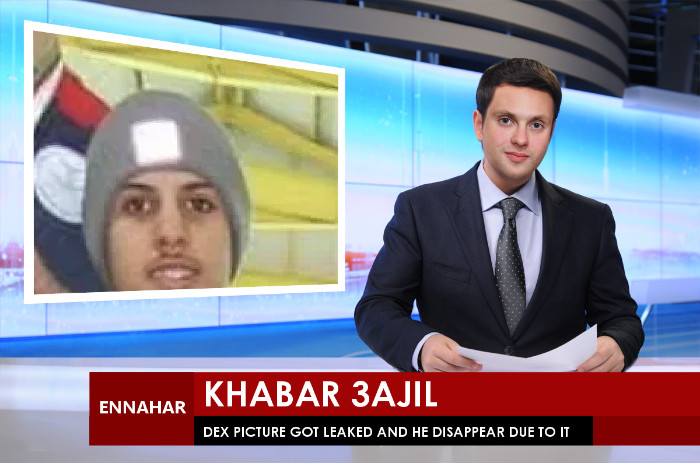 ENNAHAR
KHABAR 3AJIL
DEX PICTURE GOT LEAKED AND HE DISAPPEAR DUE TO IT